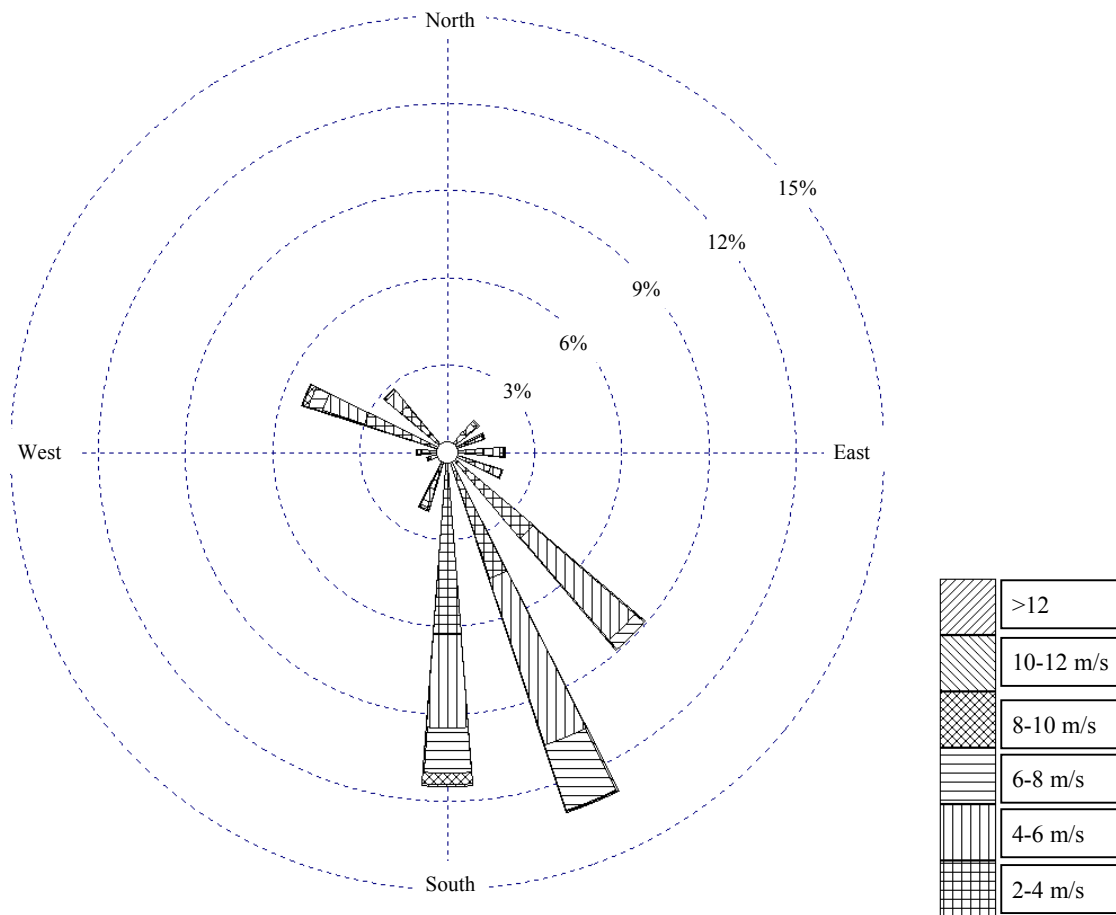 North
15%
12%
9%
6%
3%
West
East
South
>12
10-12 m/s
8-10 m/s
6-8 m/s
4-6 m/s
2-4 m/s